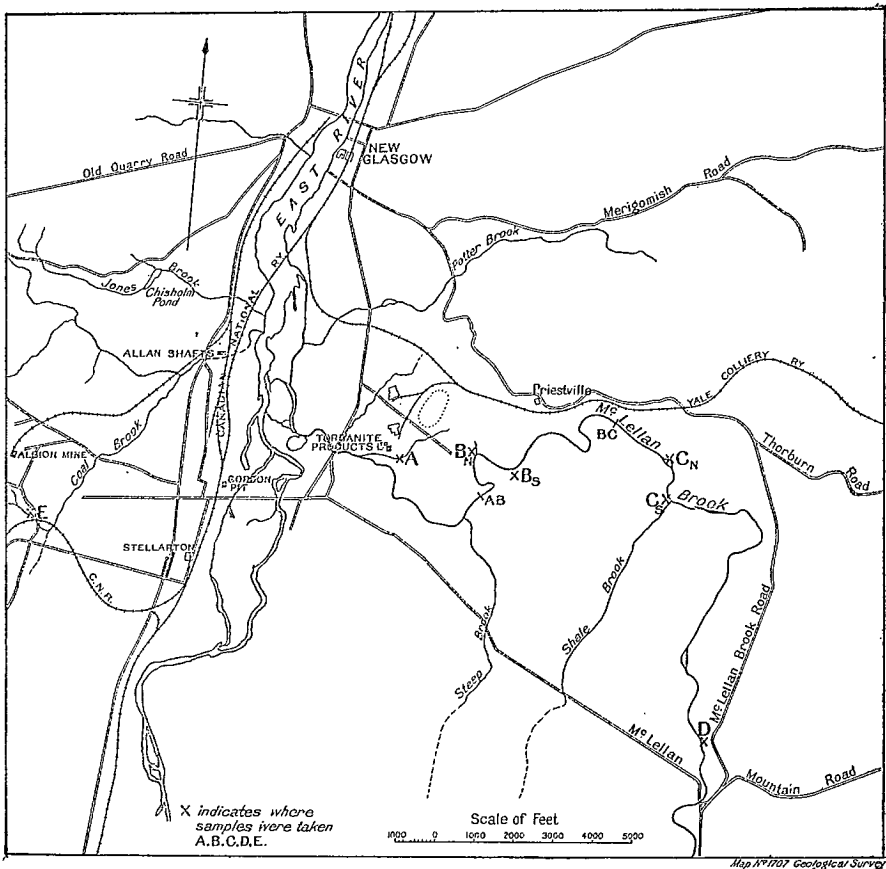 EAST RIVER
NEW
GLASGOW
Old Quarry Road
Merigomish Road
Potter Brook
Jones Brook
Chisholm
Pond
ALLAN SHAFTS
CANADIAN NATIONAL RY
Priestville
YALE COLLIERY RY
McLellan Brook
BC
Thorburn Road
Coal Brook
ALBION MINE
TORBANITE
PRODUCTS Ld
A
BN
BS
CN
CS
AB
GORDON
PIT
E
STELLARTON
C.N.R.
Shale Brook
Steep Brook
McLellan Brook Road
D
McLellan Mountain Road
X indicates where
samples were taken
A.B.C.D.E.
Scale of Feet
1000 0 1000 2000 3000 4000 5000
Map No 1707 Geological Survey